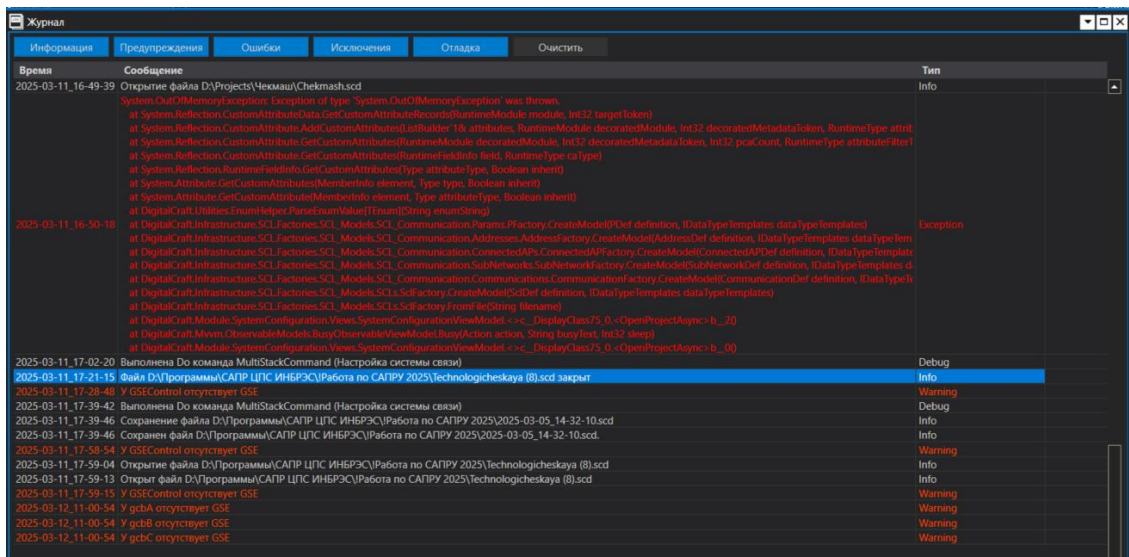 Журнал
Информация Предупреждения Ошибки Исключения Отладка Очистить
Время Сообщение Тип
2025-03-11_16-49-39 Открытие файла D:\Projects\Чекмаш\Chekmash.scd Info
System.OutOfMemoryException: Exception of type 'System.OutOfMemoryException' was thrown.
at System.Reflection.CustomAttributeData.GetCustomAttributeRecords(RuntimeModule module, Int32 targetToken)
at System.Reflection.CustomAttribute.AddCustomAttributes(ListBuilder`1& attributes, RuntimeModule decoratedModule, Int32 decoratedMetadataToken, RuntimeType attrit
at System.Reflection.CustomAttribute.GetCustomAttributes(RuntimeModule decoratedModule, Int32 decoratedMetadataToken, Int32 pcaCount, RuntimeType attributeFilterT
at System.Reflection.CustomAttribute.GetCustomAttributes(RuntimeFieldInfo field, RuntimeType caType)
at System.Reflection.RuntimeFieldInfo.GetCustomAttributes(Type attributeType, Boolean inherit)
at System.Attribute.GetCustomAttributes(MemberInfo element, Type type, Boolean inherit)
at System.Attribute.GetCustomAttribute(MemberInfo element, Type attributeType, Boolean inherit)
at DigitalCraft.Utilities.EnumHelper.ParseEnumValue[TEnum](String enumString)
2025-03-11_16-50-18 at DigitalCraft.Infrastructure.SCL.Factories.SCL_Models.SCL_Communication.Params.PFactory.CreateModel(PDef definition, IDataTypeTemplates dataTypeTemplates) Exception
at DigitalCraft.Infrastructure.SCL.Factories.SCL_Models.SCL_Communication.Addresses.AddressFactory.CreateModel(AddressDef definition, IDataTypeTemplates dataTypeTem
at DigitalCraft.Infrastructure.SCL.Factories.SCL_Models.SCL_Communication.ConnectedAPs.ConnectedAPFactory.CreateModel(ConnectedAPDef definition, IDataTypeTemplate
at DigitalCraft.Infrastructure.SCL.Factories.SCL_Models.SCL_Communication.SubNetworks.SubNetworkFactory.CreateModel(SubNetworkDef definition, IDataTypeTemplates d
at DigitalCraft.Infrastructure.SCL.Factories.SCL_Models.SCL_Communication.Communications.CommunicationFactory.CreateModel(CommunicationDef definition, IDataTypeTe
at DigitalCraft.Infrastructure.SCL.Factories.SCL_Models.SCLs.SclFactory.CreateModel(SclDef definition, IDataTypeTemplates dataTypeTemplates)
at DigitalCraft.Infrastructure.SCL.Factories.SCL_Models.SCLs.SclFactory.FromFile(String filename)
at DigitalCraft.Module.SystemConfiguration.Views.SystemConfigurationViewModel.<>c__DisplayClass75_0.<OpenProjectAsync>b__2()
at DigitalCraft.Mvvm.ObservableModels.BusyObservableViewModel.Busy(Action action, String busyText, Int32 sleep)
at DigitalCraft.Module.SystemConfiguration.Views.SystemConfigurationViewModel.<>c__DisplayClass75_0.<OpenProjectAsync>b__0()
2025-03-11_17-02-20 Выполнена Do команда MultiStackCommand (Настройка системы связи) Debug
2025-03-11_17-21-15 Файл D:\Программы\САПР ЦПС ИНБРЭС\!Работа по САПРУ 2025\Technologicheskaya (8).scd закрыт Info
2025-03-11_17-28-48 У GSEControl отсутствует GSE Warning
2025-03-11_17-39-42 Выполнена Do команда MultiStackCommand (Настройка системы связи) Debug
2025-03-11_17-39-46 Сохранение файла D:\Программы\САПР ЦПС ИНБРЭС\!Работа по САПРУ 2025\2025-03-05_14-32-10.scd Info
2025-03-11_17-39-46 Сохранен файл D:\Программы\САПР ЦПС ИНБРЭС\!Работа по САПРУ 2025\2025-03-05_14-32-10.scd. Info
2025-03-11_17-58-54 У GSEControl отсутствует GSE Warning
2025-03-11_17-59-04 Открытие файла D:\Программы\САПР ЦПС ИНБРЭС\!Работа по САПРУ 2025\Technologicheskaya (8).scd Info
2025-03-11_17-59-13 Открыт файл D:\Программы\САПР ЦПС ИНБРЭС\!Работа по САПРУ 2025\Technologicheskaya (8).scd Info
2025-03-11_17-59-15 У GSEControl отсутствует GSE Warning
2025-03-12_11-00-54 У gcbA отсутствует GSE Warning
2025-03-12_11-00-54 У gcbB отсутствует GSE Warning
2025-03-12_11-00-54 У gcbC отсутствует GSE Warning